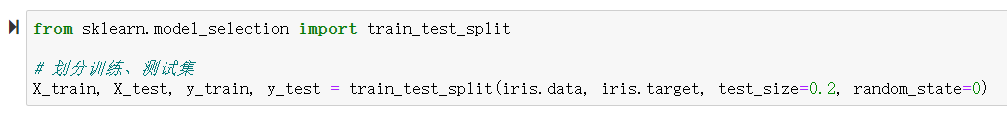 from sklearn.model_selection import train_test_split
# 划分训练、测试集
X_train, X_test, y_train, y_test = train_test_split(iris.data, iris.target, test_size=0.2, random_state=0)